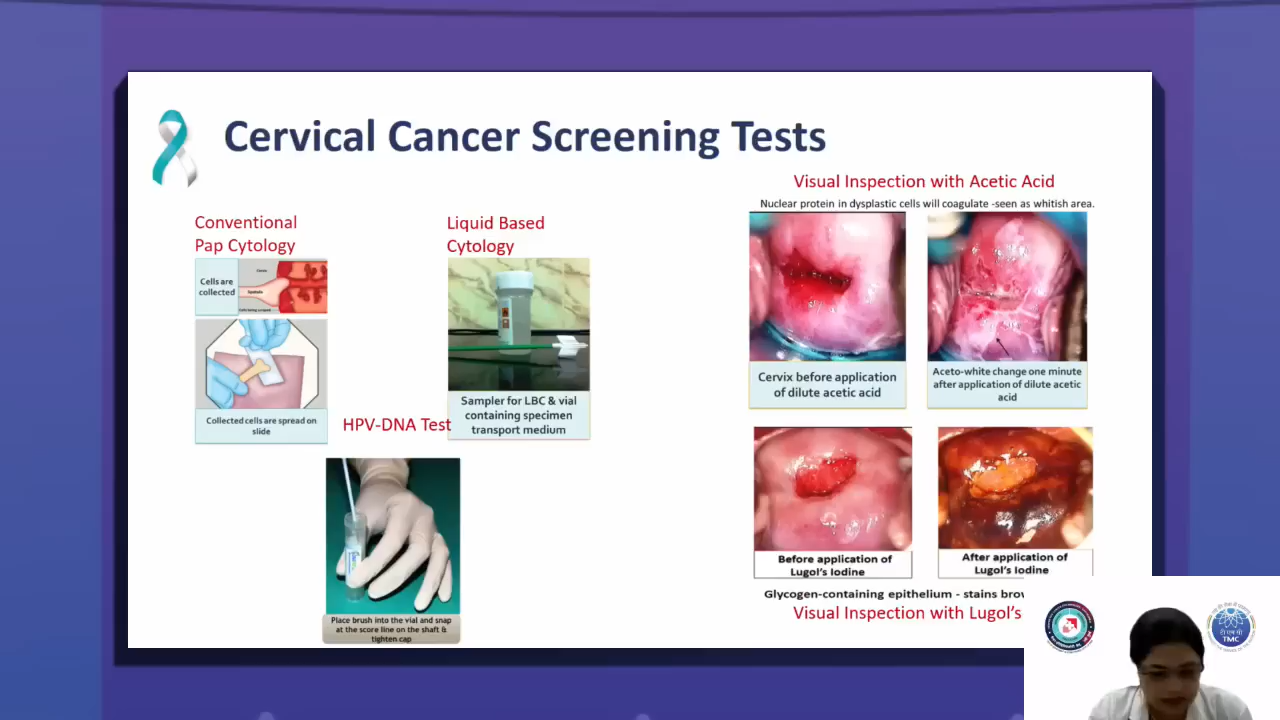 Cervical Cancer Screening Tests
Conventional
Pap Cytology
Cells are
collected
Collected cells are spread on
slide
Liquid Based
Cytology
Sampler for LBC & vial
containing specimen
transport medium
HPV-DNA Test
Place brush into the vial and snap
at the score line on the shaft &
tighten cap
Visual Inspection with Acetic Acid
Nuclear protein in dysplastic cells will coagulate -seen as whitish area.
Cervix before application
of dilute acetic acid
Aceto-white change one minute
after application of dilute acetic
acid
Before application of
Lugol's Iodine
After application of
Lugol's Iodine
Glycogen-containing epithelium - stains
Visual Inspection with Lugol's
TMC